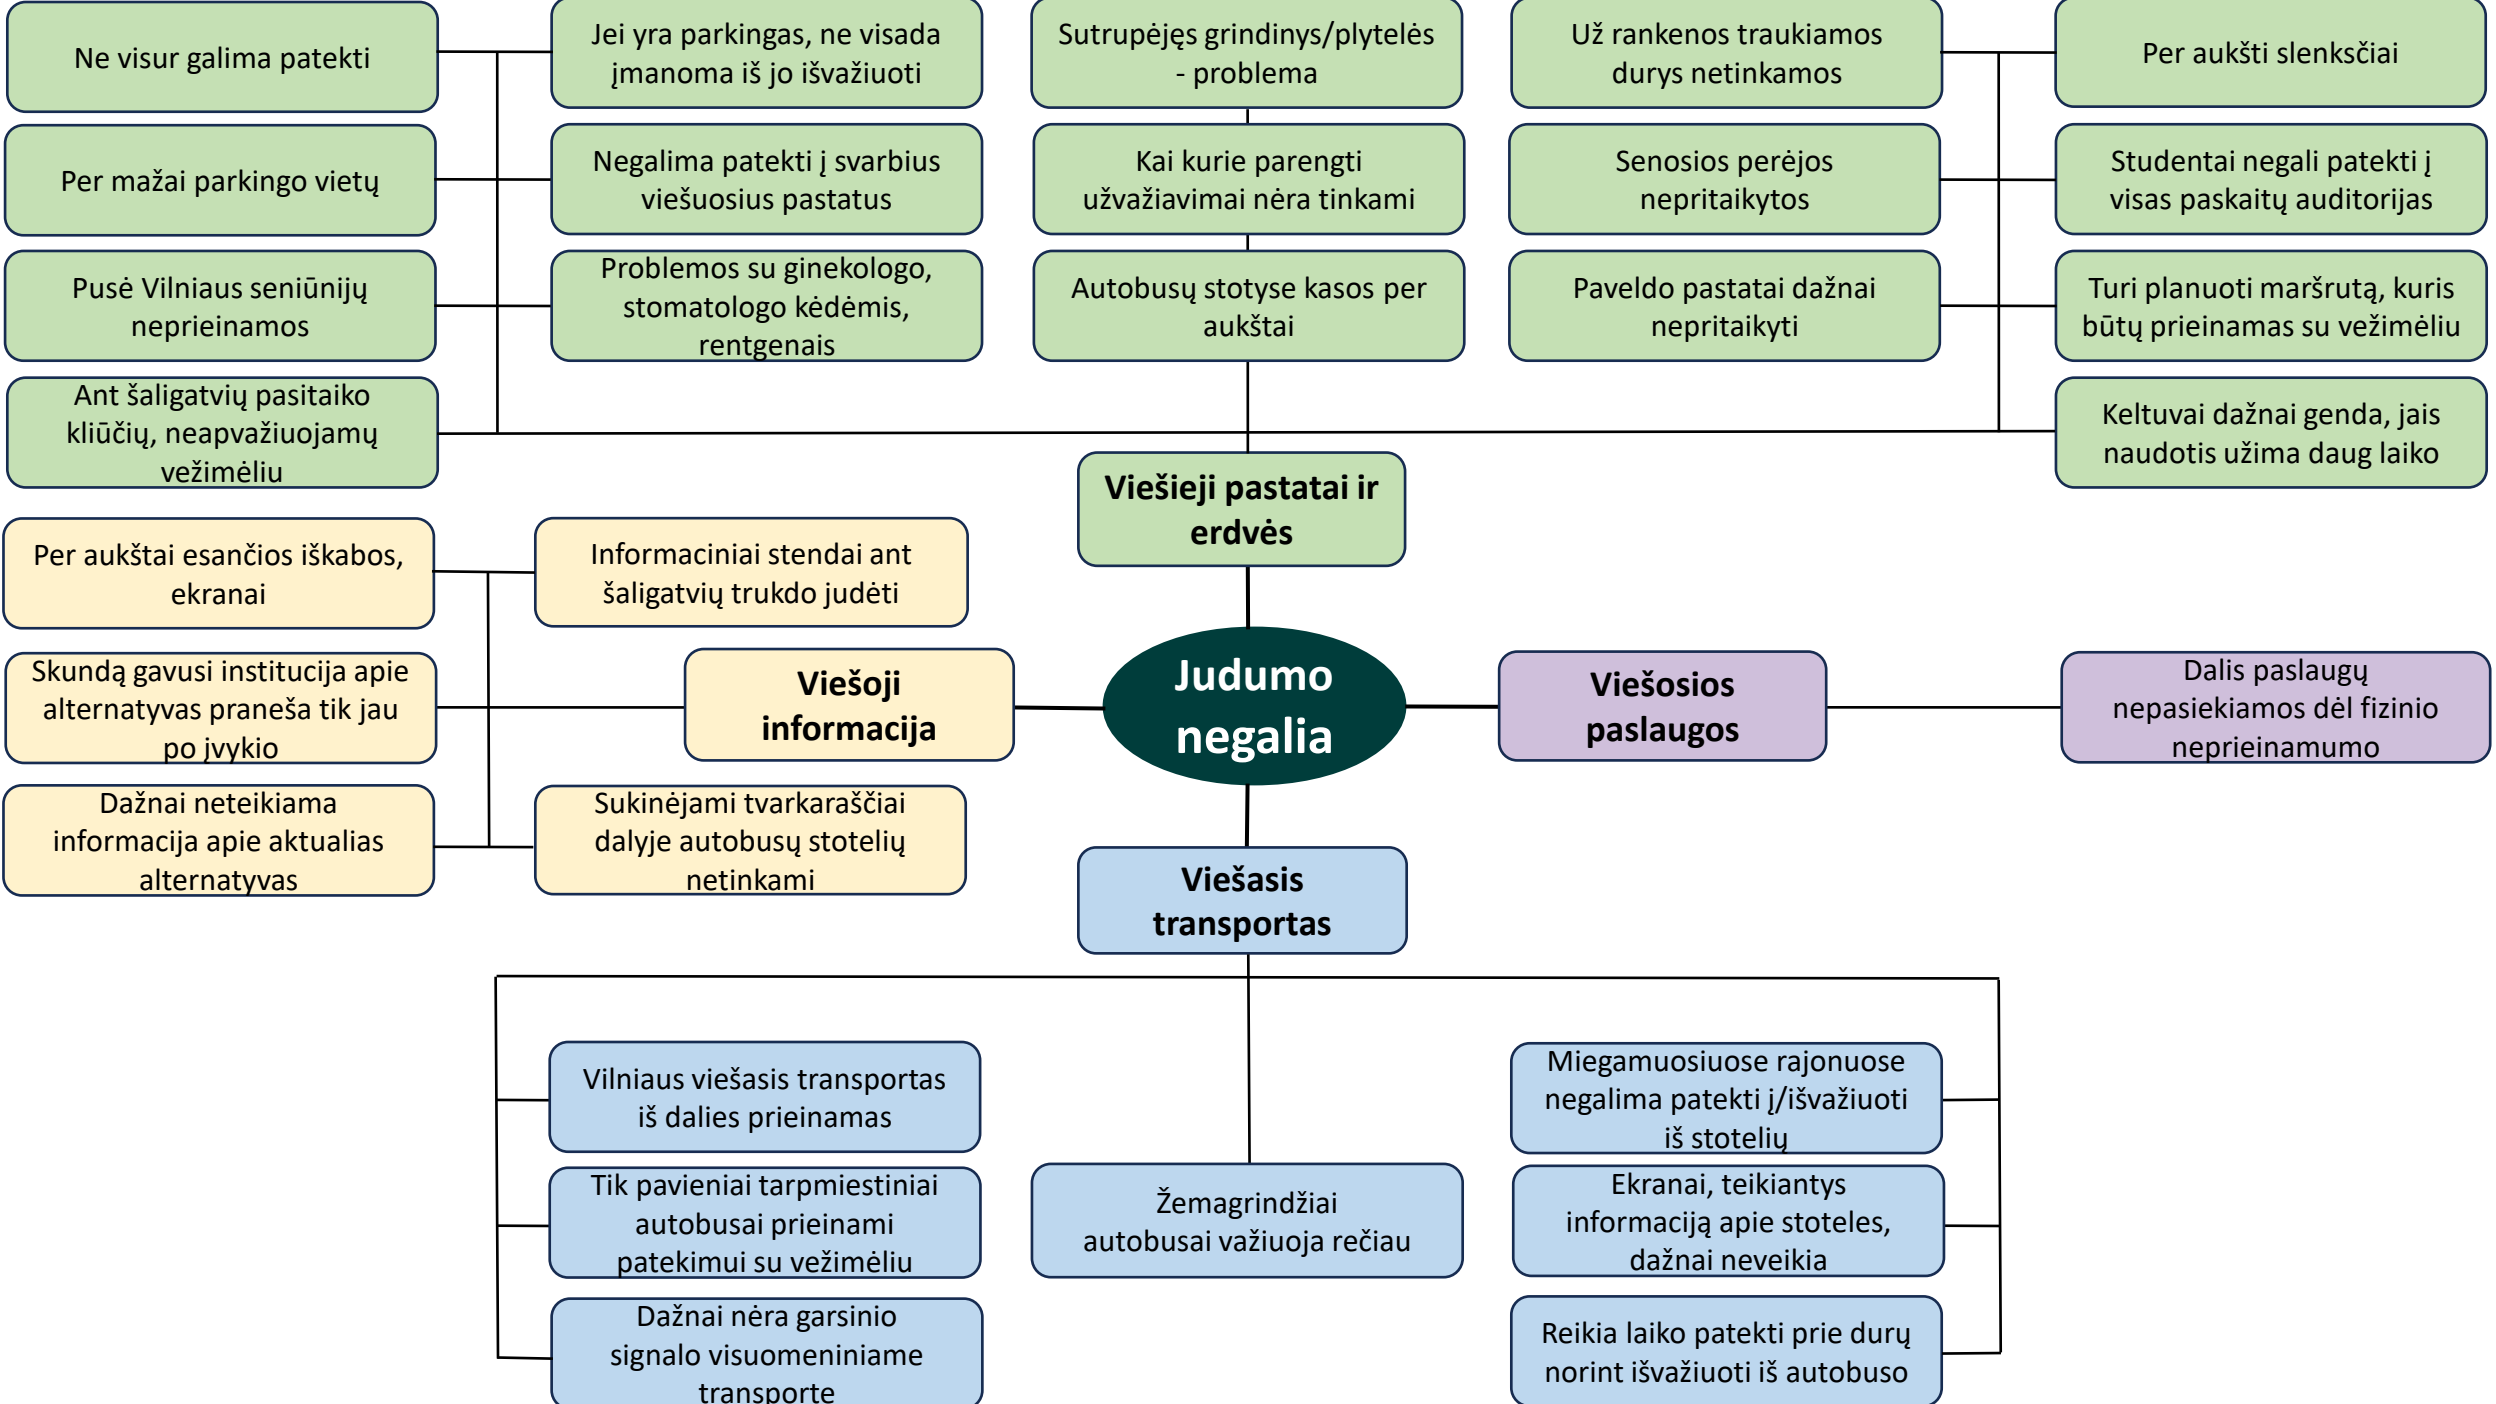 Ne visur galima patekti
Jei yra parkingas, ne visada
įmanoma iš jo išvažiuoti
Sutrupėjęs grindinys/plytelės
- problema
Už rankenos traukiamos
durys netinkamos
Per aukšti slenksčiai
Per mažai parkingo vietų
Negalima patekti į svarbius
viešuosius pastatus
Kai kurie parengti
užvažiavimai nėra tinkami
Senosios perėjos
nepritaikytos
Studentai negali patekti į
visas paskaitų auditorijas
Pusė Vilniaus seniūnijų
neprieinamos
Problemos su ginekologo,
stomatologo kėdėmis,
rentgenais
Autobusų stotyse kasos per
aukštai
Paveldo pastatai dažnai
nepritaikyti
Turi planuoti maršrutą, kuris
būtų prieinamas su vežimėliu
Ant šaligatvių pasitaiko
kliūčių, neapvažiuojamų
vežimėliu
Keltuvai dažnai genda, jais
naudotis užima daug laiko
Viešieji pastatai ir
erdvės
Per aukštai esančios iškabos,
ekranai
Informaciniai stendai ant
šaligatvių trukdo judėti
Skundą gavusi institucija apie
alternatyvas praneša tik jau
po įvykio
Viešoji
informacija
Judumo
negalia
Viešosios
paslaugos
Dalis paslaugų
nepasiekiamos dėl fizinio
neprieinamumo
Dažnai neteikiama
informacija apie aktualias
alternatyvas
Sukinėjami tvarkaraščiai
dalyje autobusų stotelių
netinkami
Viešasis
transportas
Vilniaus viešasis transportas
iš dalies prieinamas
Miegamuosiuose rajonuose
negalima patekti į/išvažiuoti
iš stotelių
Tik pavieniai tarpmiestiniai
autobusai prieinami
patekimui su vežimėliu
Žemagrindžiai
autobusai važiuoja rečiau
Ekranai, teikiantys
informaciją apie stoteles,
dažnai neveikia
Dažnai nėra garsinio
signalo visuomeniniame
transporte
Reikia laiko patekti prie durų
norint išvažiuoti iš autobuso